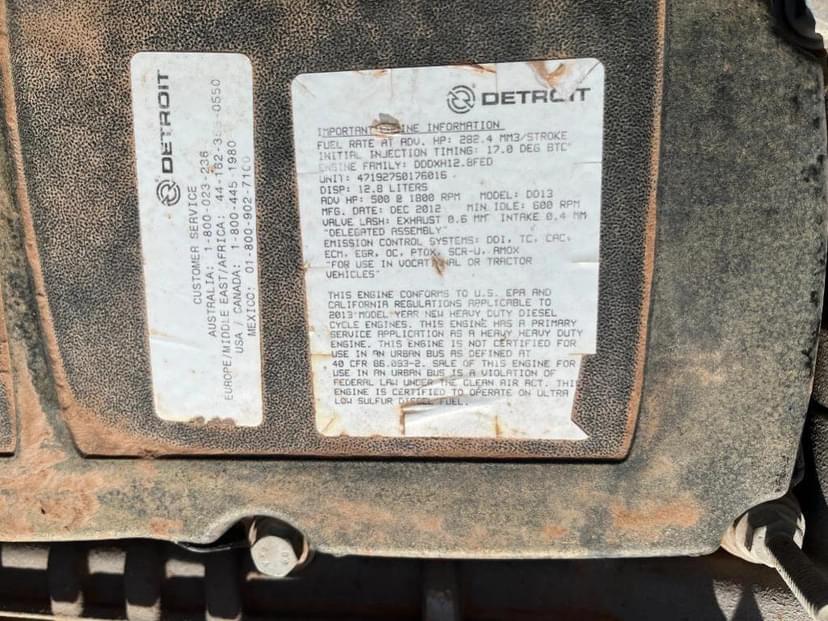 DETROIT
CUSTOMER SERVICE
AUSTRALIA: 1-800-023-236
EUROPE/MIDDLE EAST/AFRICA: 44-162-0550
USA / CANADA: 1-800-445-1980
MEXICO: 01-800-902-7100
DETROIT
IMPORTANT ENGINE INFORMATION
FUEL RATE AT ADV. HP: 282.4 MM3/STROKE
INITIAL INJECTION TIMING: 17.0 DEG BTC
ENGINE FAMILY: DDDXH12.8FED
UNIT: 471927S0176016
DISP: 12.8 LITERS
ADV HP: 500 @ 1800 RPM MODEL: DD13
MFG. DATE: DEC 2012 MIN IDLE: 600 RPM
VALVE LASH: EXHAUST 0.6 MM INTAKE 0.4 MM
"DELEGATED ASSEMBLY"
EMISSION CONTROL SYSTEMS: DDI, TC, CAC,
ECM, EGR, OC, PTOX, SCR-U, AMOX
"FOR USE IN VOCATIONAL OR TRACTOR
VEHICLES"
THIS ENGINE CONFORMS TO U.S. EPA AND
CALIFORNIA REGULATIONS APPLICABLE TO
2013 MODEL YEAR NEW HEAVY DUTY DIESEL
CYCLE ENGINES. THIS ENGINE HAS A PRIMARY
SERVICE APPLICATION AS A HEAVY HEAVY DUTY
ENGINE. THIS ENGINE IS NOT CERTIFIED FOR
USE IN AN URBAN BUS AS DEFINED AT
40 CFR 86.093-2. SALE OF THIS ENGINE FOR
USE IN AN URBAN BUS IS A VIOLATION OF
FEDERAL LAW UNDER THE CLEAN AIR ACT. THIS
ENGINE IS CERTIFIED TO OPERATE ON ULTRA
LOW SULFUR DIESEL FUEL.